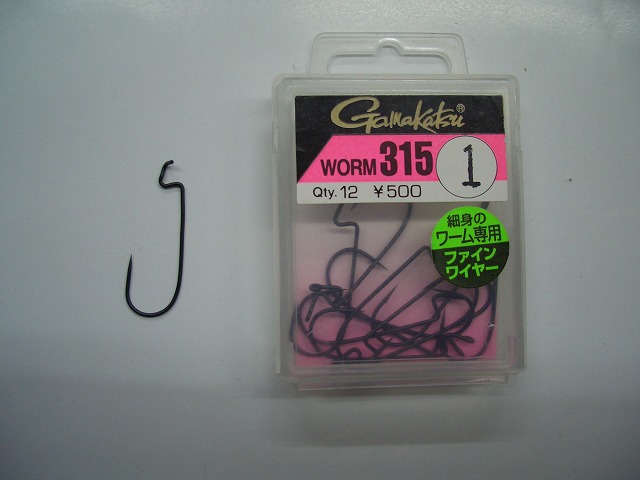 Gamakatsu®
WORM 315 1
Qty. 12 ¥500
細身の
ワーム専用
ファイン
ワイヤー